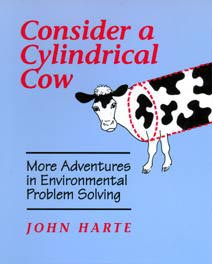 Consider a
Cylindrical
Cow
More Adventures
in Environmental
Problem Solving
JOHN HARTE